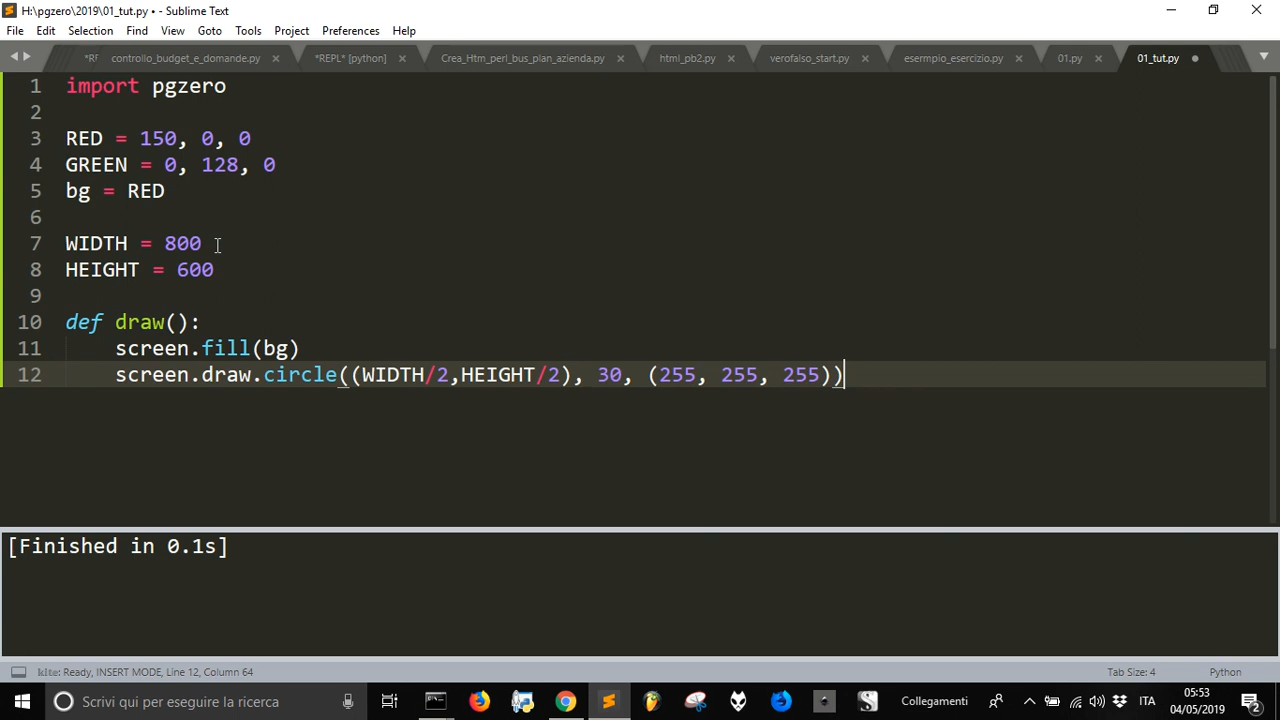 H:\pgzero\2019\01_tut.py • - Sublime Text
File Edit Selection Find View Goto Tools Project Preferences Help
controllo_budget_e_domande.py × *REPL* [python] × Crea_Htm_perl_bus_plan_azienda.py × html_pb2.py × verofalso_start.py × esermpio_esercizio.py × 01.py × 01_tut.py
1 import pgzero
2
3 RED = 150, 0, 0
4 GREEN = 0, 128, 0
5 bg = RED
6
7 WIDTH = 800
8 HEIGHT = 600
9
10 def draw():
11 screen.fill(bg)
12 screen.draw.circle((WIDTH/2,HEIGHT/2), 30, (255, 255, 255))
[Finished in 0.1s]
kite: Ready, INSERT MODE, Line 12, Column 64 Tab Size: 4 Python
Scrivi qui per eseguire la ricerca Collegamenti ITA 05:53
04/05/2019 2